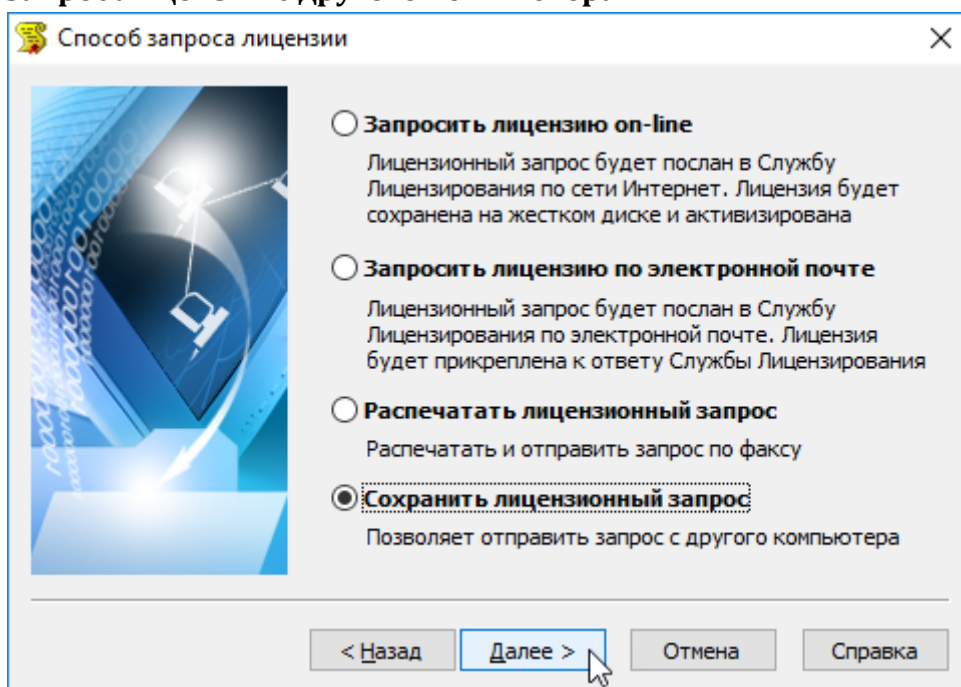 Способ запроса лицензии
Запросить лицензию on-line
Лицензионный запрос будет послан в Службу
Лицензирования по сети Интернет. Лицензия будет
сохранена на жестком диске и активизирована
Запросить лицензию по электронной почте
Лицензионный запрос будет послан в Службу
Лицензирования по электронной почте. Лицензия
будет прикреплена к ответу Службы Лицензирования
Распечатать лицензионный запрос
Распечатать и отправить запрос по факсу
Сохранить лицензионный запрос
Позволяет отправить запрос с другого компьютера
< Назад
Далее >
Отмена
Справка